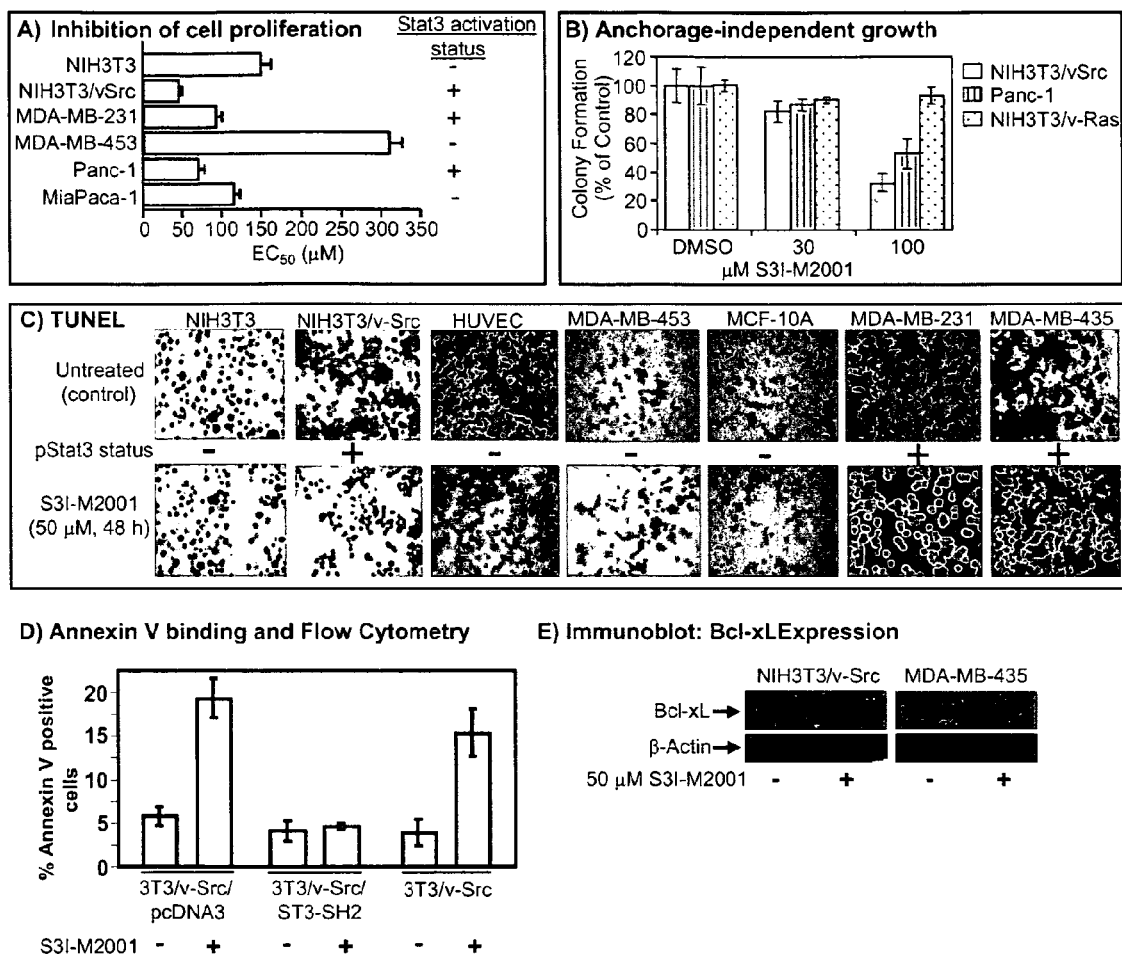 A) Inhibition of cell proliferation
Stat3 activation
status
NIH3T3 -
NIH3T3/vSrc +
MDA-MB-231 +
MDA-MB-453 -
Panc-1 +
MiaPaca-1 -
0 50 100 150 200 250 300 350
EC50 (µM)
B) Anchorage-independent growth
Colony Formation
(% of Control)
120
100
80
60
40
20
0
DMSO 30 100
µM S3I-M2001
NIH3T3/vSrc
Panc-1
NIH3T3/v-Ras
C) TUNEL
NIH3T3 NIH3T3/v-Src HUVEC MDA-MB-453 MCF-10A MDA-MB-231 MDA-MB-435
Untreated
(control)
pStat3 status - + - - - + +
S3I-M2001
(50 µM, 48 h)
D) Annexin V binding and Flow Cytometry
% Annexin V positive
cells
20
15
10
5
0
3T3/v-Src/
pcDNA3
3T3/v-Src/
ST3-SH2
3T3/v-Src
S3I-M2001 - + - + - +
E) Immunoblot: Bcl-xLExpression
NIH3T3/v-Src MDA-MB-435
Bcl-xL
β-Actin
50 µM S3I-M2001 - + - +